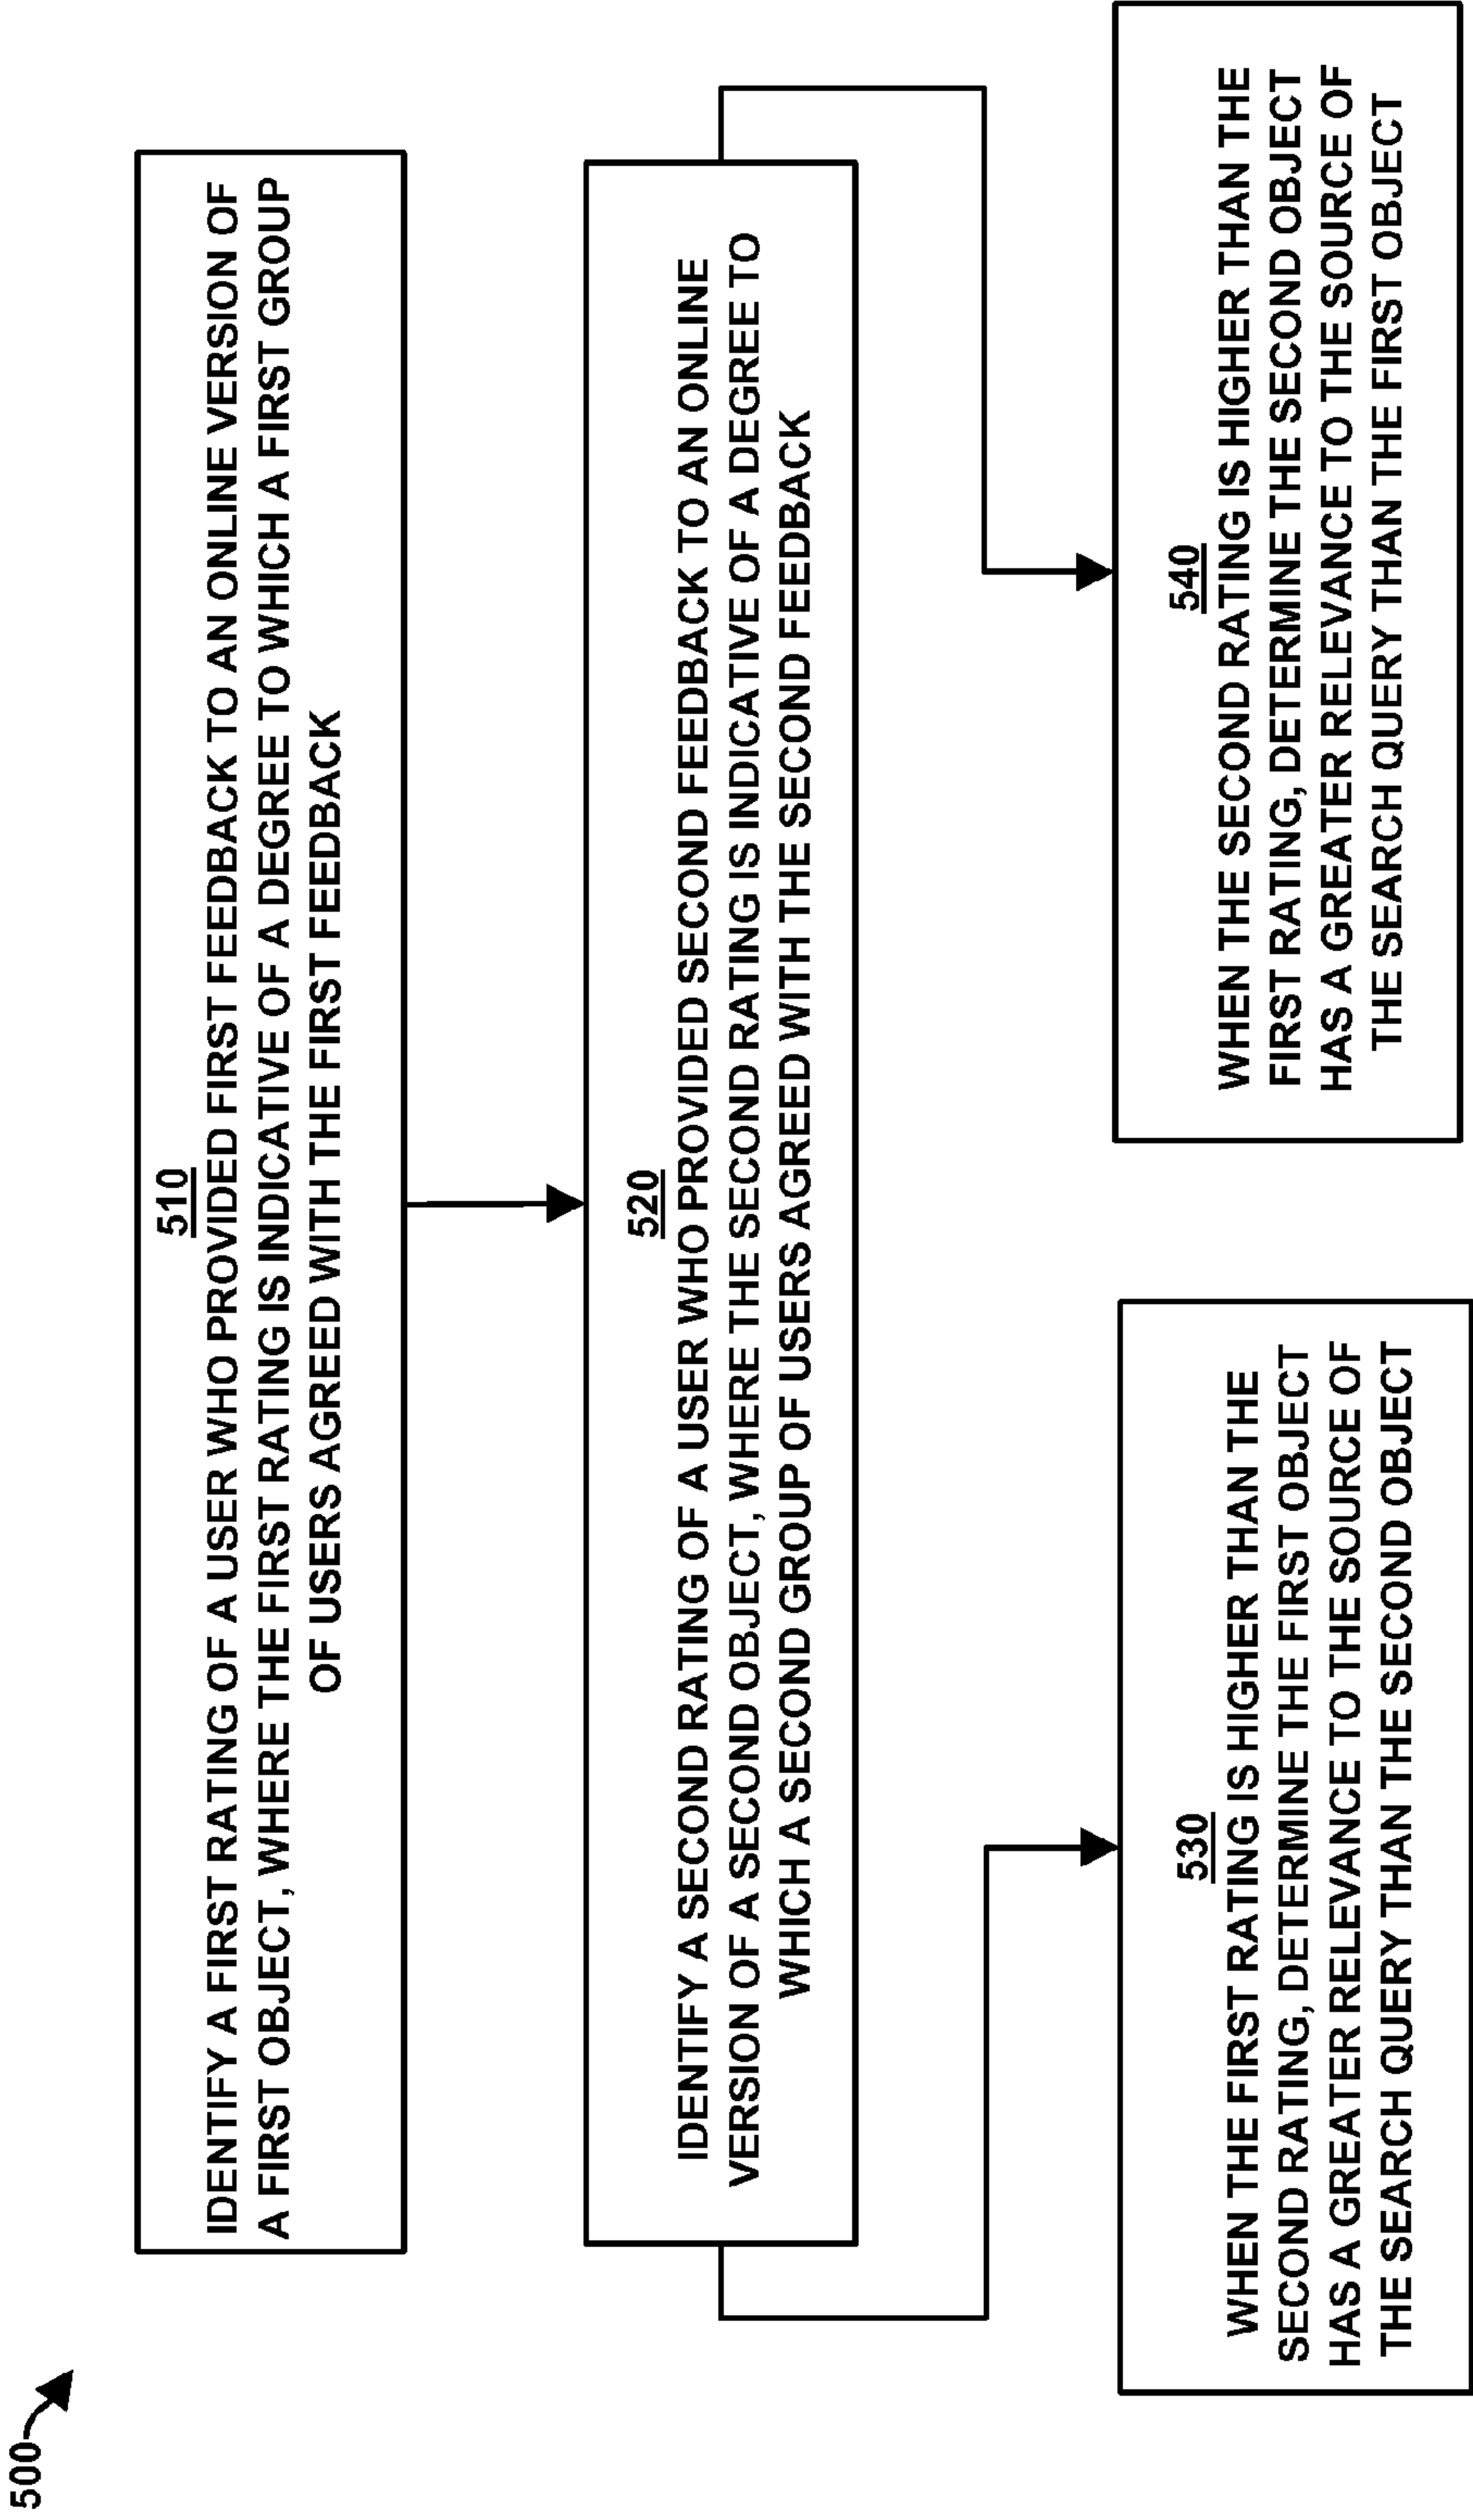 500
510
IDENTIFY A FIRST RATING OF A USER WHO PROVIDED FIRST FEEDBACK TO AN ONLINE VERSION OF
A FIRST OBJECT, WHERE THE FIRST RATING IS INDICATIVE OF A DEGREE TO WHICH A FIRST GROUP
OF USERS AGREED WITH THE FIRST FEEDBACK
520
IDENTIFY A SECOND RATING OF A USER WHO PROVIDED SECOND FEEDBACK TO AN ONLINE
VERSION OF A SECOND OBJECT, WHERE THE SECOND RATING IS INDICATIVE OF A DEGREE TO
WHICH A SECOND GROUP OF USERS AGREED WITH THE SECOND FEEDBACK
530
WHEN THE FIRST RATING IS HIGHER THAN THE
SECOND RATING, DETERMINE THE FIRST OBJECT
HAS A GREATER RELEVANCE TO THE SOURCE OF
THE SEARCH QUERY THAN THE SECOND OBJECT
540
WHEN THE SECOND RATING IS HIGHER THAN THE
FIRST RATING, DETERMINE THE SECOND OBJECT
HAS A GREATER RELEVANCE TO THE SOURCE OF
THE SEARCH QUERY THAN THE FIRST OBJECT